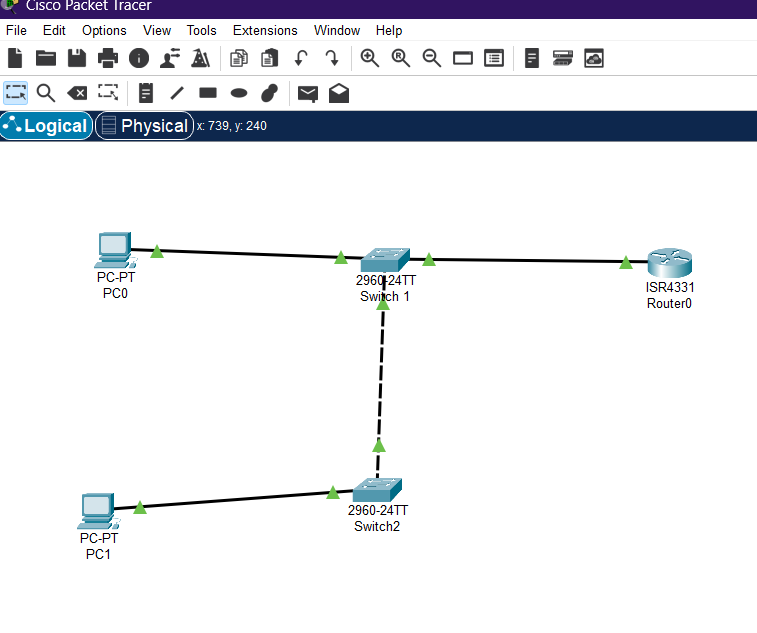 Cisco Packet Tracer
File Edit Options View Tools Extensions Window Help
Logical Physical x: 739, y: 240
2960-24TT
Switch 1
PC-PT
PC0
ISR4331
Router0
2960-24TT
Switch2
PC-PT
PC1